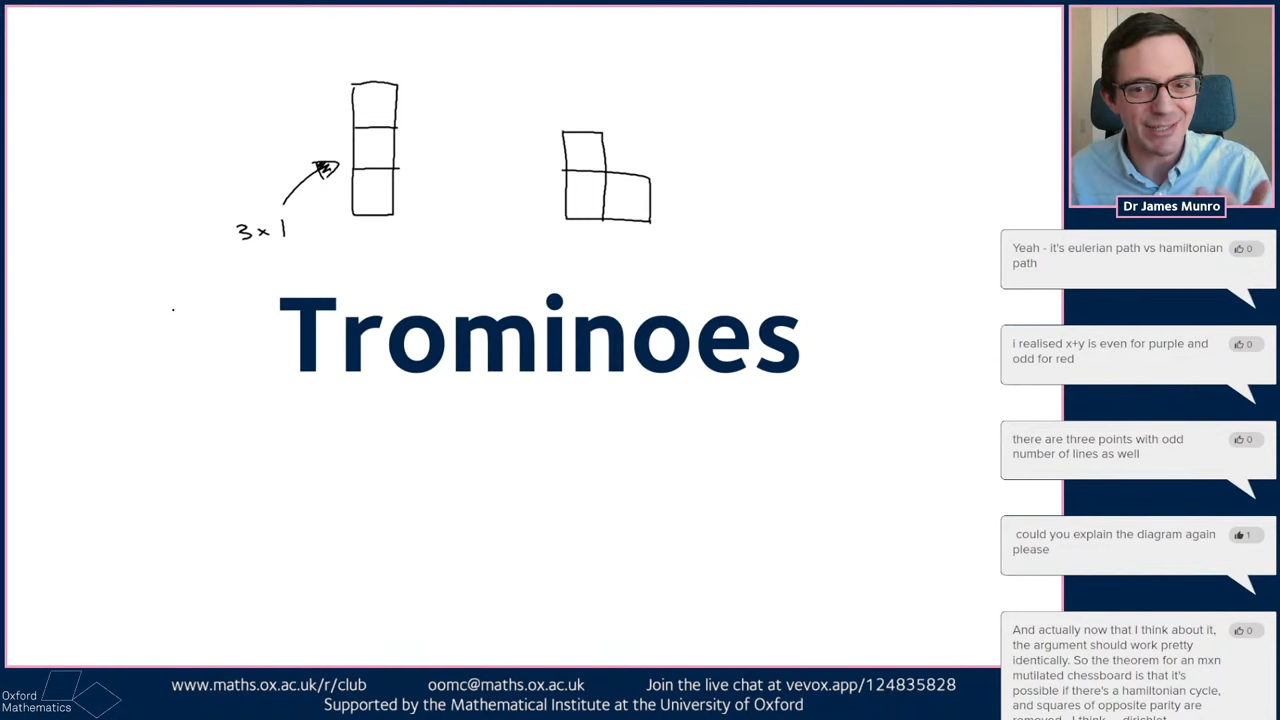 3 x 1
Trominoes
Dr James Munro
Yeah - it's eulerian path vs hamiltonian
path
0
i realised x+y is even for purple and
odd for red
0
there are three points with odd
number of lines as well
0
could you explain the diagram again
please
1
And actually now that I think about it,
the argument should work pretty
identically. So the theorem for an mxn
mutilated chessboard is that it's
possible if there's a hamiltonian cycle,
and squares of opposite parity are
removed
0
Oxford
Mathematics
www.maths.ox.ac.uk/r/club
oomc@maths.ox.ac.uk
Join the live chat at vevox.app/124835828
Supported by the Mathematical Institute at the University of Oxford